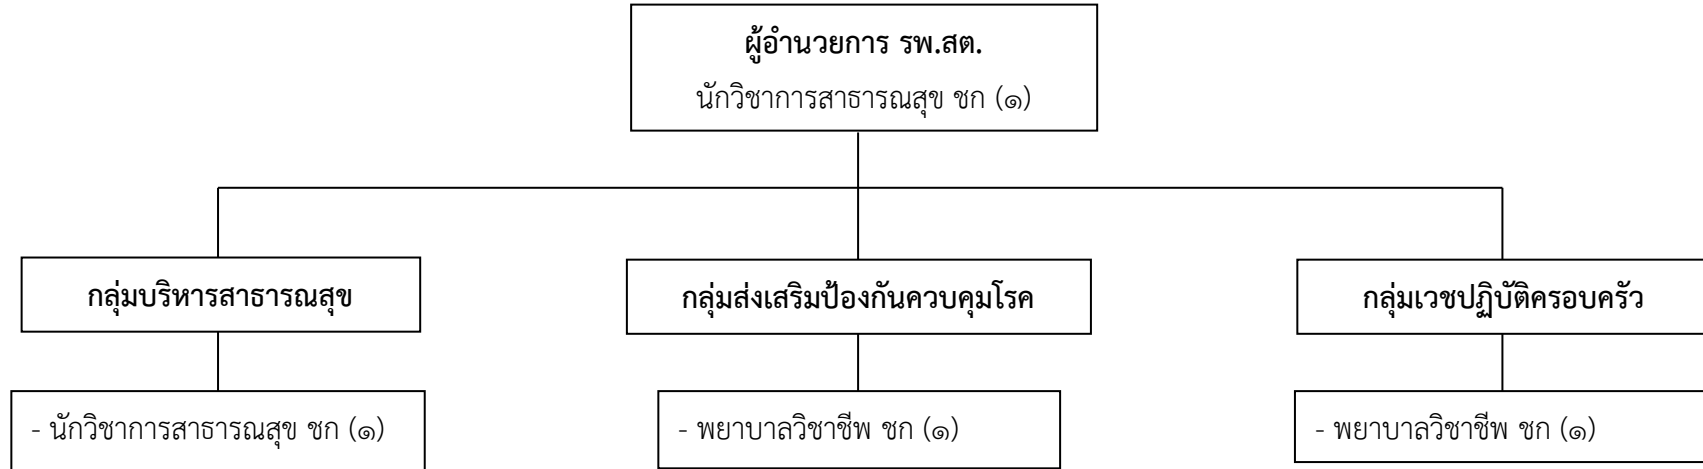 ผู้อำนวยการ รพ.สต.
นักวิชาการสาธารณสุข ชก (๑)
กลุ่มบริหารสาธารณสุข
กลุ่มส่งเสริมป้องกันควบคุมโรค
กลุ่มเวชปฏิบัติครอบครัว
- นักวิชาการสาธารณสุข ชก (๑)
- พยาบาลวิชาชีพ ชก (๑)
- พยาบาลวิชาชีพ ชก (๑)